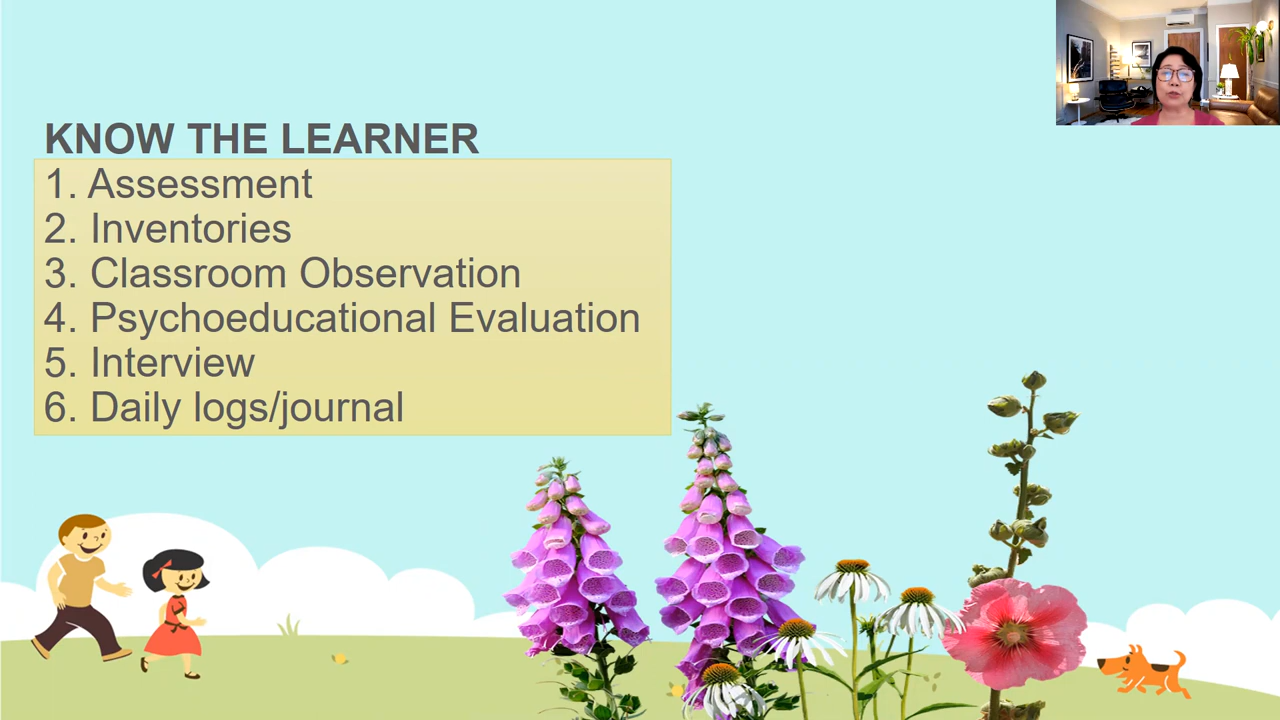 KNOW THE LEARNER
1. Assessment
2. Inventories
3. Classroom Observation
4. Psychoeducational Evaluation
5. Interview
6. Daily logs/journal